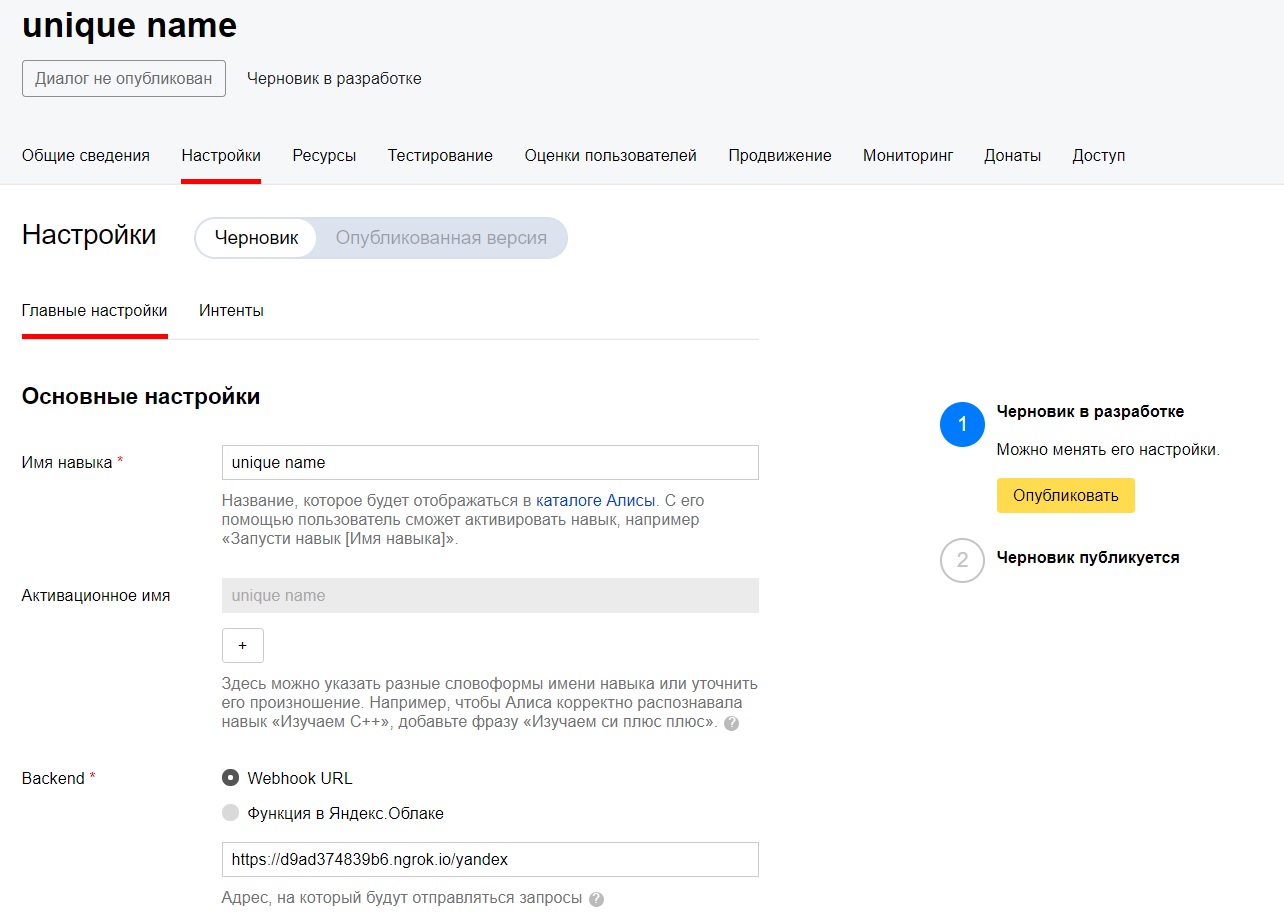 unique name
Диалог не опубликован Черновик в разработке
Общие сведения Настройки Ресурсы Тестирование Оценки пользователей Продвижение Мониторинг Донаты Доступ
Настройки Черновик Опубликованная версия
Главные настройки Интенты
Основные настройки
Имя навыка * unique name
Название, которое будет отображаться в каталоге Алисы. С его
помощью пользователь сможет активировать навык, например
«Запусти навык [Имя навыка]».
Активационное имя unique name
+
Здесь можно указать разные словоформы имени навыка или уточнить
его произношение. Например, чтобы Алиса корректно распознавала
навык «Изучаем C++», добавьте фразу «Изучаем си плюс плюс». ?
Backend * Webhook URL
Функция в Яндекс.Облаке
https://d9ad374839b6.ngrok.io/yandex
Адрес, на который будут отправляться запросы ?
1 Черновик в разработке
Можно менять его настройки.
Опубликовать
2 Черновик публикуется